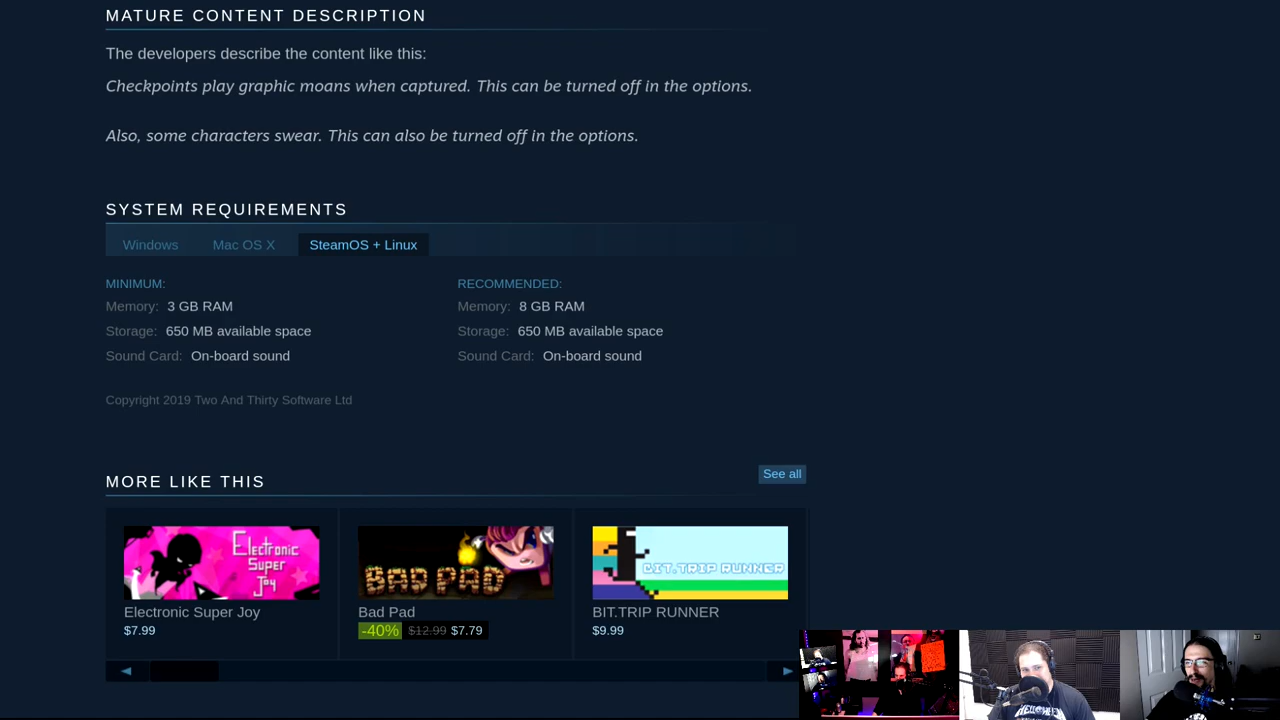 MATURE CONTENT DESCRIPTION
The developers describe the content like this:
Checkpoints play graphic moans when captured. This can be turned off in the options.
Also, some characters swear. This can also be turned off in the options.
SYSTEM REQUIREMENTS
Windows Mac OS X SteamOS + Linux
MINIMUM: RECOMMENDED:
Memory: 3 GB RAM Memory: 8 GB RAM
Storage: 650 MB available space Storage: 650 MB available space
Sound Card: On-board sound Sound Card: On-board sound
Copyright 2019 Two And Thirty Software Ltd
See all
MORE LIKE THIS
Electronic Super Joy
BAD PAD
BIT.TRIP RUNNER
Electronic Super Joy Bad Pad BIT.TRIP RUNNER
$7.99 -40% $12.99 $7.79 $9.99